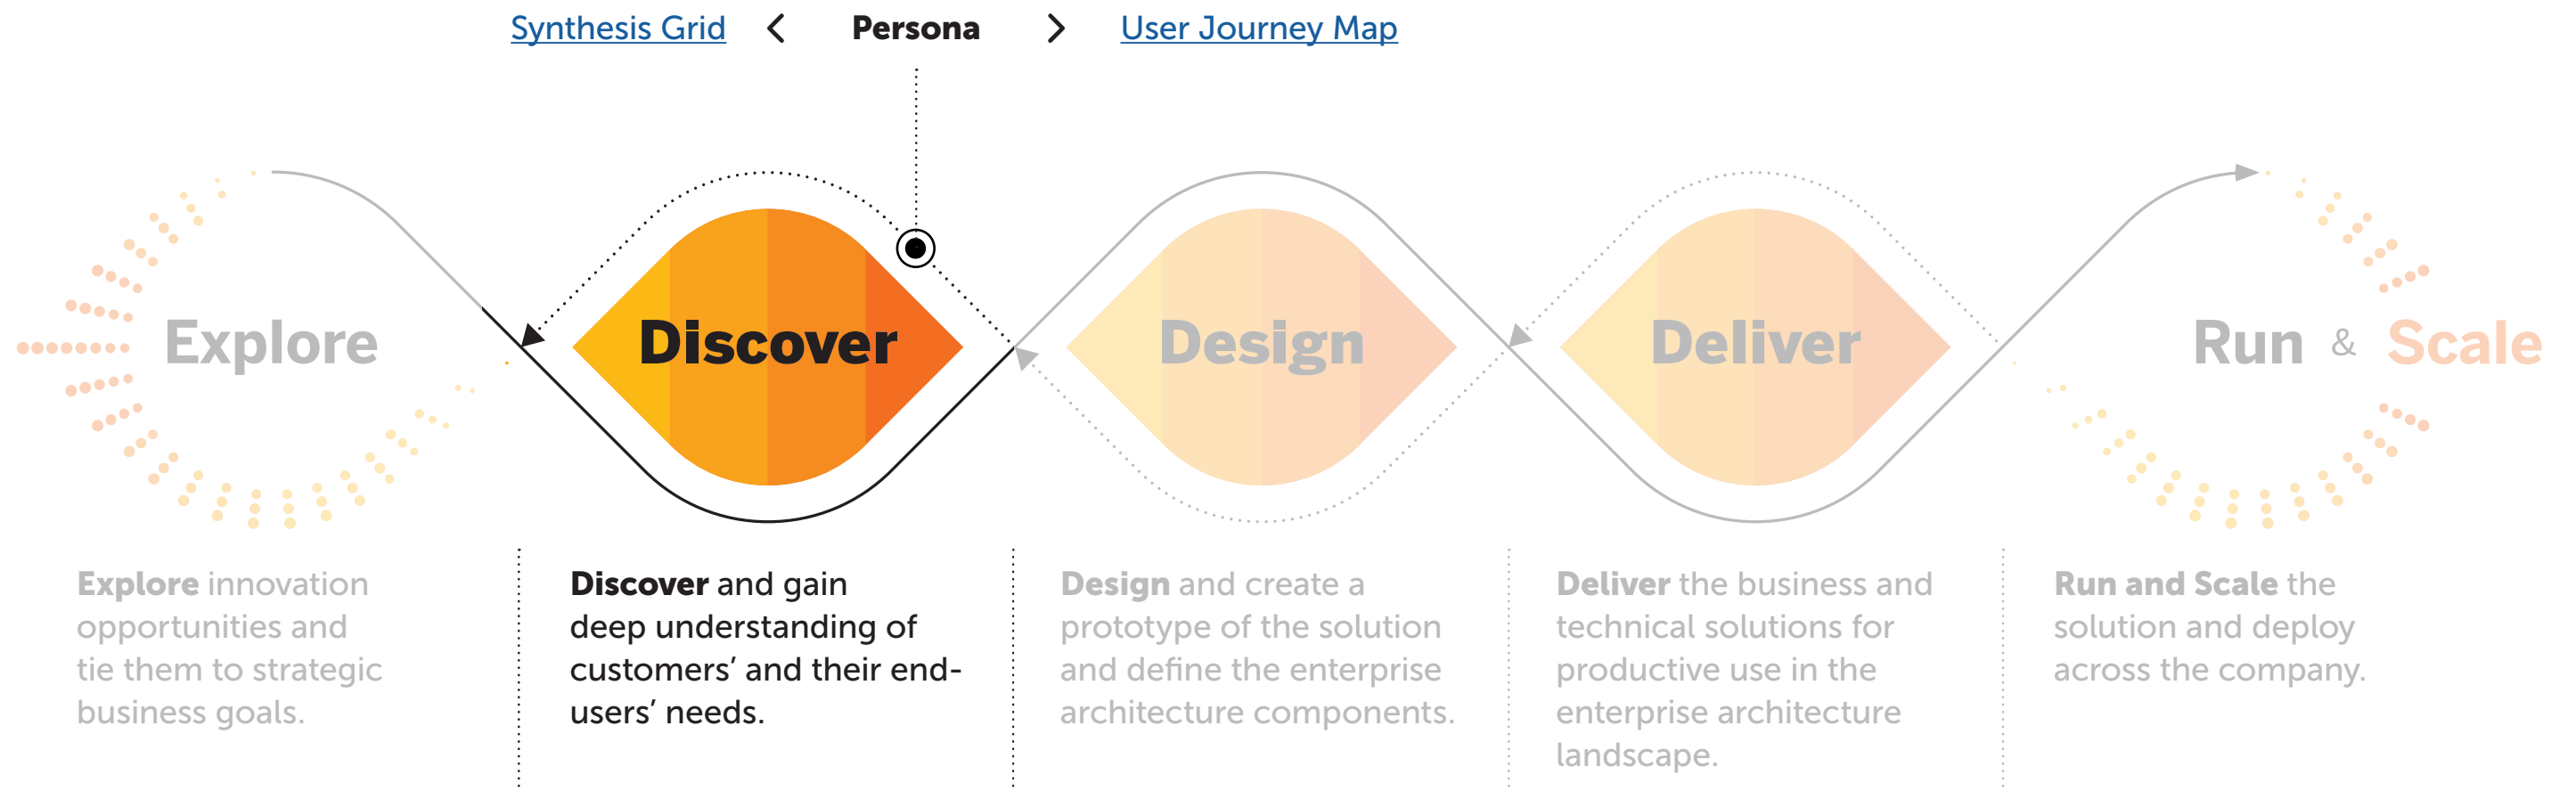 Synthesis Grid < Persona > User Journey Map
Explore
Discover
Design
Deliver
Run & Scale
Explore innovation
opportunities and
tie them to strategic
business goals.
Discover and gain
deep understanding of
customers’ and their end-
users’ needs.
Design and create a
prototype of the solution
and define the enterprise
architecture components.
Deliver the business and
technical solutions for
productive use in the
enterprise architecture
landscape.
Run and Scale the
solution and deploy
across the company.